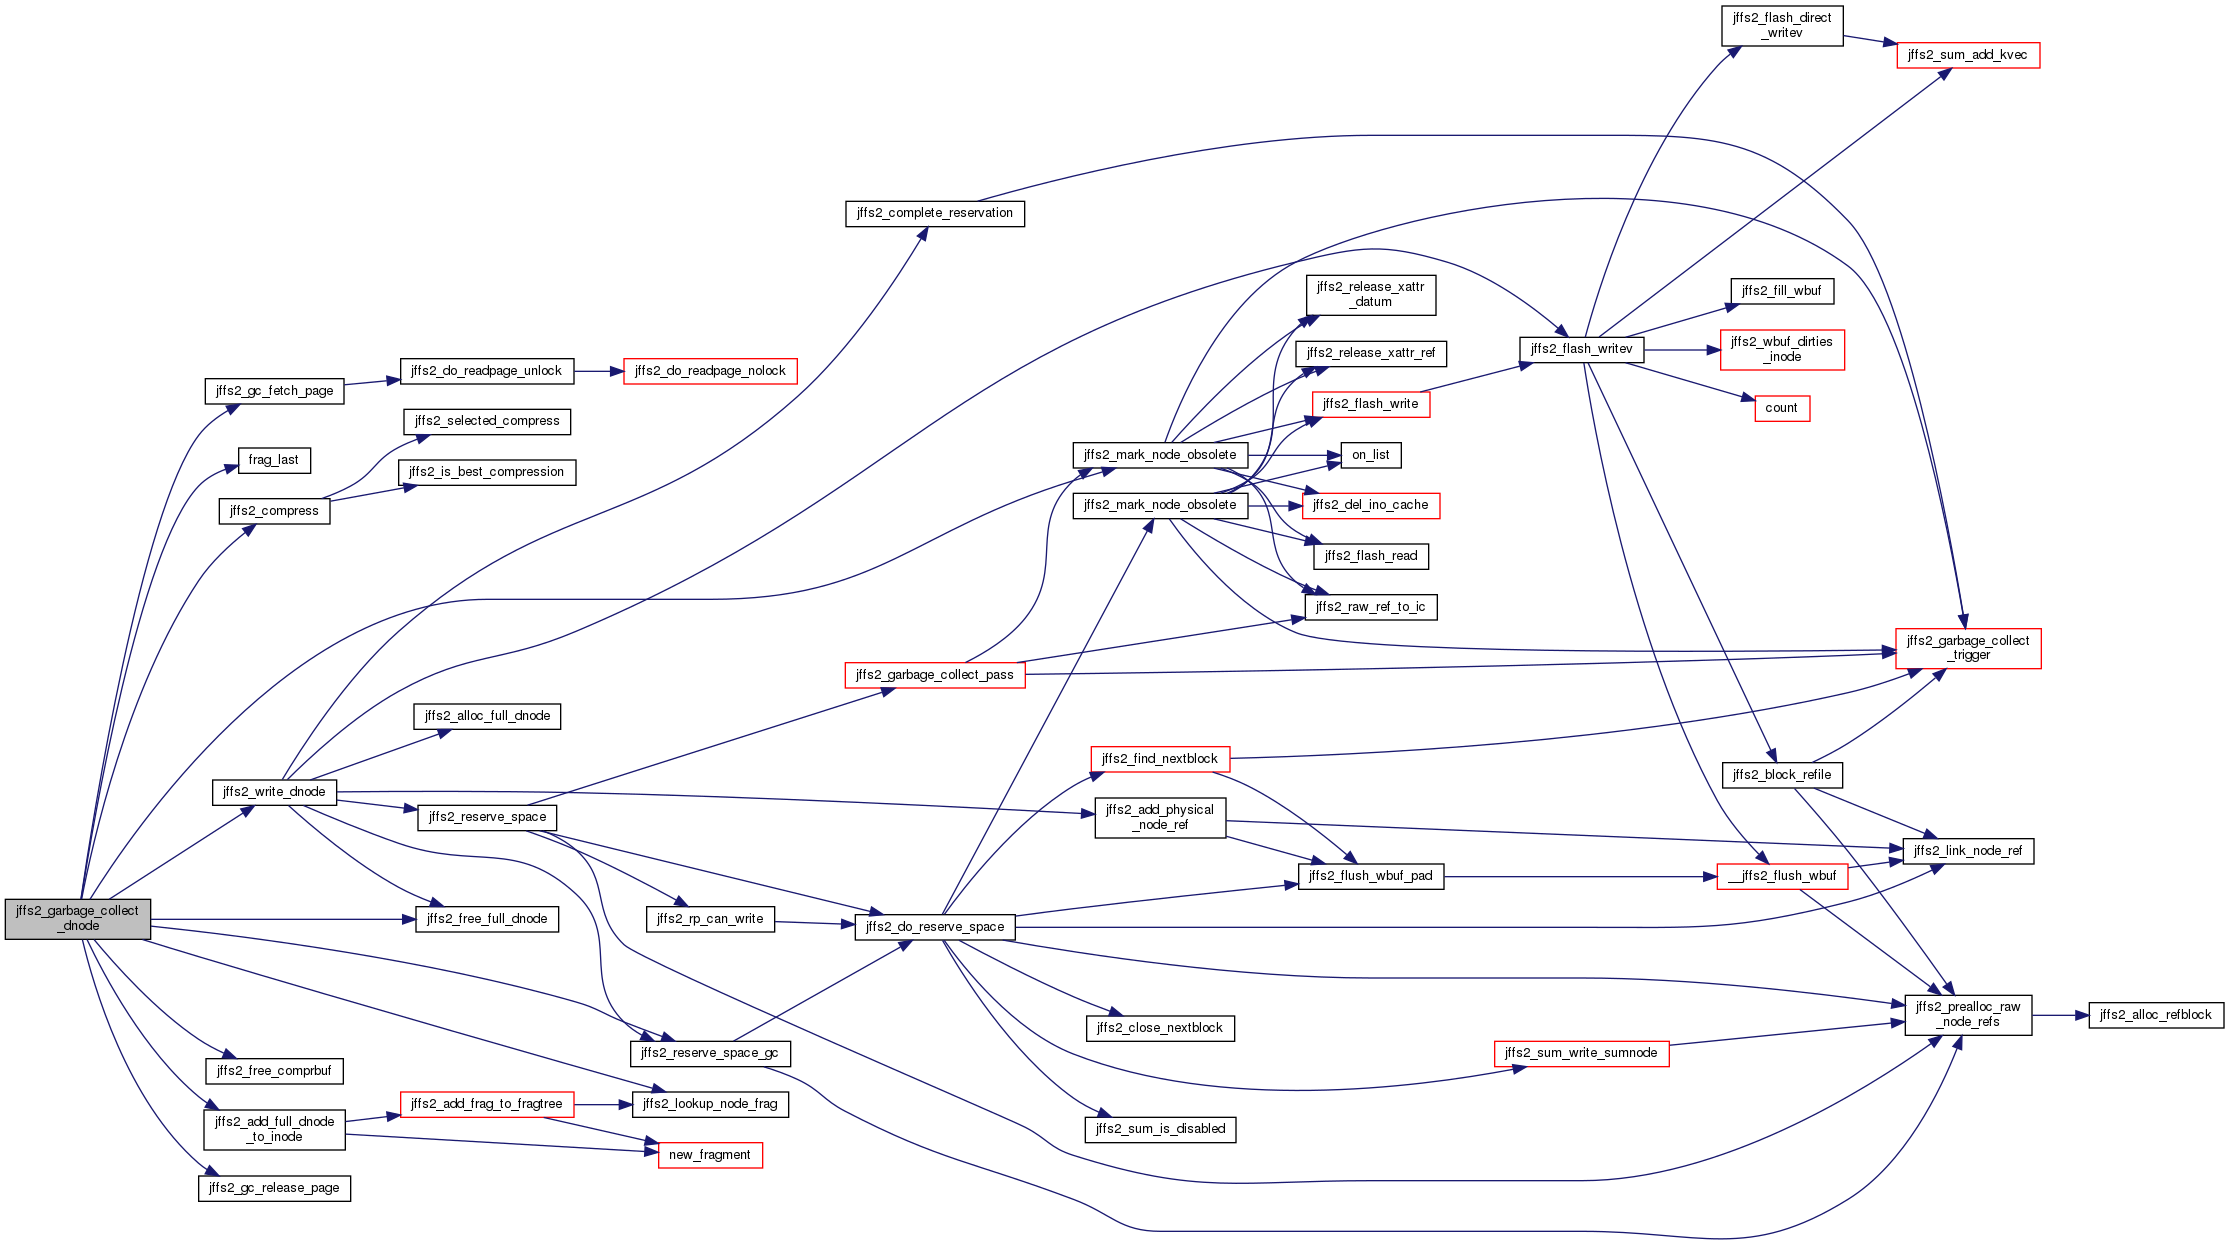 jffs2_flash_direct
_writev
jffs2_sum_add_kvec
jffs2_complete_reservation
jffs2_release_xattr
_datum
jffs2_fill_wbuf
jffs2_flash_writev
jffs2_wbuf_dirties
_inode
jffs2_release_xattr_ref
jffs2_do_readpage_unlock
jffs2_do_readpage_nolock
jffs2_gc_fetch_page
jffs2_flash_write
count
jffs2_selected_compress
jffs2_mark_node_obsolete
on_list
frag_last
jffs2_is_best_compression
jffs2_compress
jffs2_mark_node_obsolete
jffs2_del_ino_cache
jffs2_flash_read
jffs2_raw_ref_to_ic
jffs2_garbage_collect
_trigger
jffs2_garbage_collect_pass
jffs2_alloc_full_dnode
jffs2_find_nextblock
jffs2_block_refile
jffs2_write_dnode
jffs2_reserve_space
jffs2_add_physical
_node_ref
jffs2_link_node_ref
jffs2_flush_wbuf_pad
__jffs2_flush_wbuf
jffs2_garbage_collect
_dnode
jffs2_free_full_dnode
jffs2_rp_can_write
jffs2_do_reserve_space
jffs2_prealloc_raw
_node_refs
jffs2_alloc_refblock
jffs2_close_nextblock
jffs2_reserve_space_gc
jffs2_sum_write_sumnode
jffs2_free_comprbuf
jffs2_add_frag_to_fragtree
jffs2_lookup_node_frag
jffs2_add_full_dnode
_to_inode
jffs2_sum_is_disabled
new_fragment
jffs2_gc_release_page